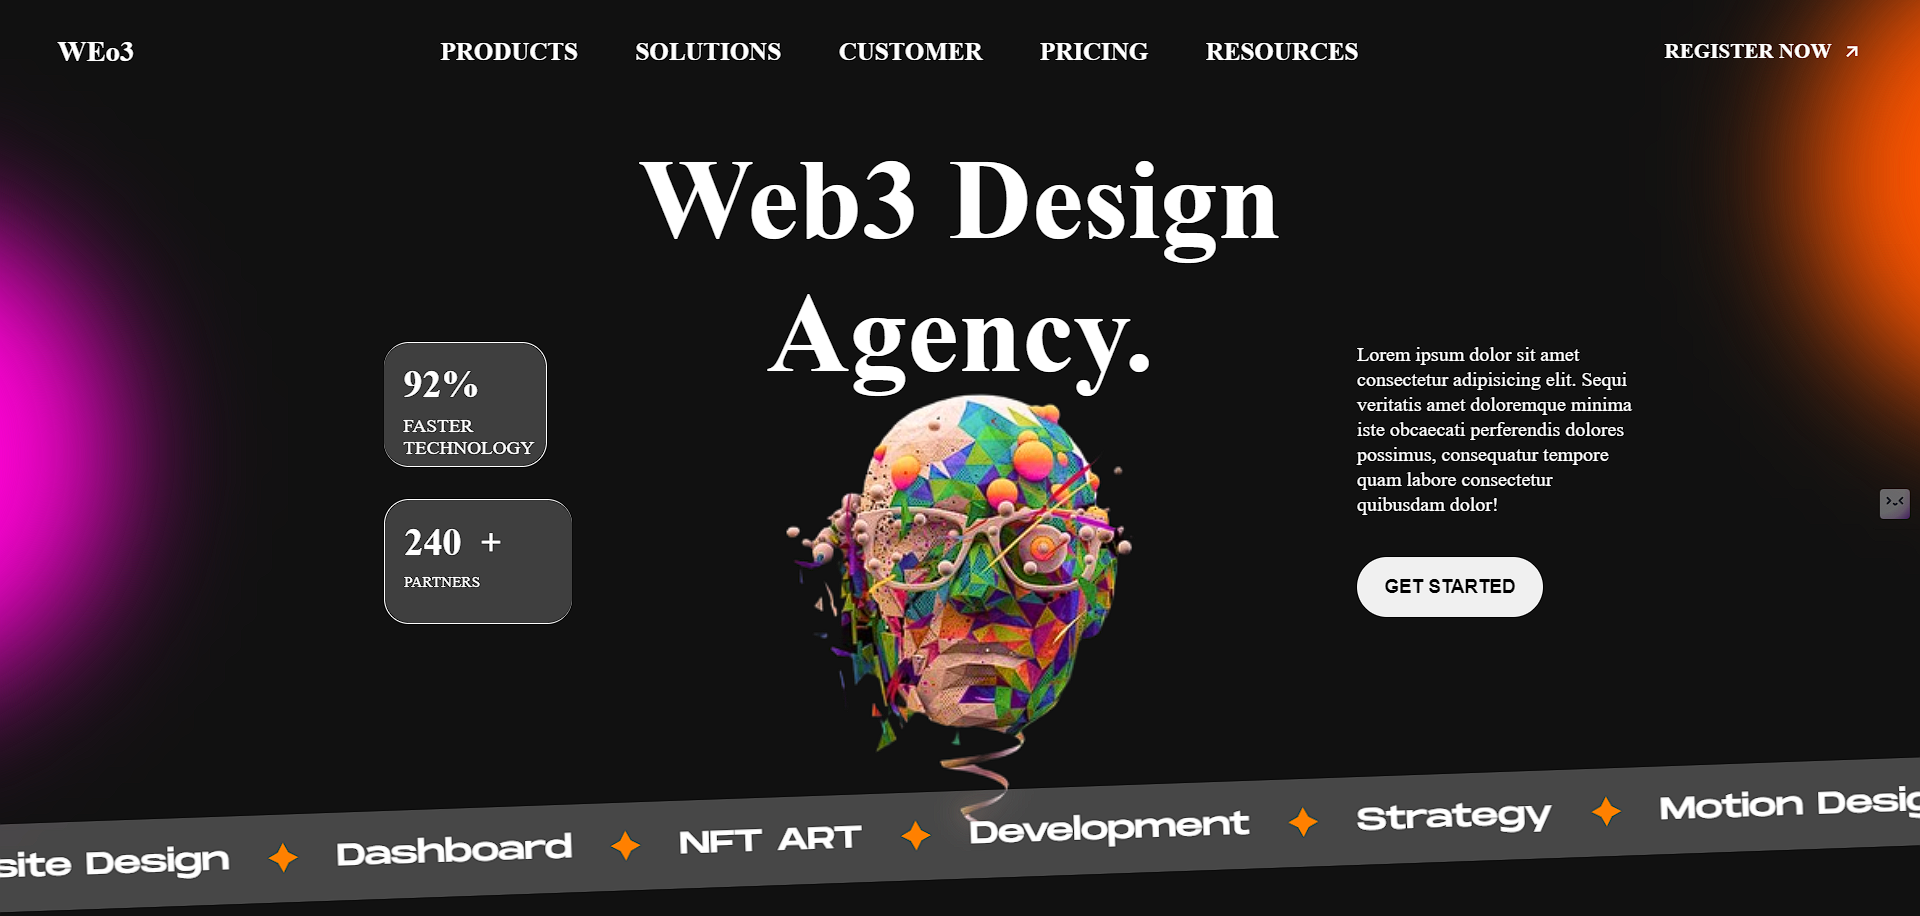 WEo3
PRODUCTS
SOLUTIONS
CUSTOMER
PRICING
RESOURCES
REGISTER NOW
Web3 Design
Agency.
92%
FASTER
TECHNOLOGY
240 +
PARTNERS
Lorem ipsum dolor sit amet
consectetur adipisicing elit. Sequi
veritatis amet doloremque minima
iste obcaecati perferendis dolores
possimus, consequatur tempore
quam labore consectetur
quibusdam dolor!
GET STARTED
site Design Dashboard NFT ART Development Strategy Motion Desig